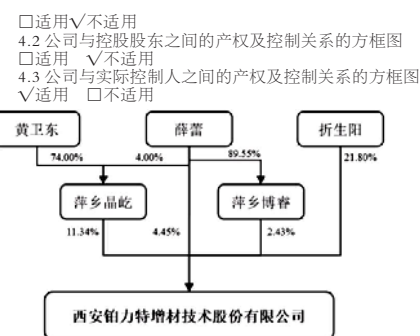 □适用√不适用
4.2 公司与控股股东之间的产权及控制关系的方框图
□适用 √不适用
4.3 公司与实际控制人之间的产权及控制关系的方框图
√适用 □不适用
黄卫东 薛蕾 折生阳
74.00% 4.00% 89.55% 21.80%
萍乡晶屹 萍乡博睿
11.34% 4.45% 2.43%
西安铂力特增材技术股份有限公司